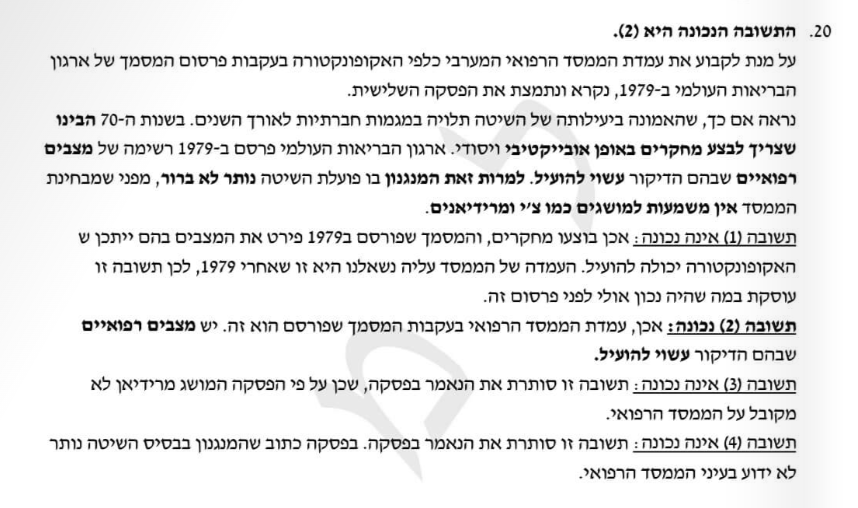 20. התשובה הנכונה היא (2).
על מנת לקבוע את עמדת הממסד הרפואי המערבי כלפי האקופונקטורה בעקבות פרסום המסמך של ארגון
הבריאות העולמי ב-1979, נקרא ונתמצת את הפסקה השלישית.
נראה אם כך, שהאמונה ביעילותה של השיטה תלויה במגמות חברתיות לאורך השנים. בשנות ה-70 הבינו
שצריך לבצע מחקרים באופן אובייקטיבי ויסודי. ארגון הבריאות העולמי פרסם ב-1979 רשימה של מצבים
רפואיים שבהם הדיקור עשוי להועיל. למרות זאת המנגנון בו פועלת השיטה נותר לא ברור, מפני שמבחינת
הממסד אין משמעות למושגים כמו צ'י ומרידיאנים.
תשובה (1) אינה נכונה: אכן בוצעו מחקרים, והמסמך שפורסם ב1979 פירט את המצבים בהם ייתכן ש
האקופונקטורה יכולה להועיל. העמדה של הממסד עליה נשאלנו היא זו שאחרי 1979, לכן תשובה זו
עוסקת במה שהיה נכון אולי לפני פרסום זה.
תשובה (2) נכונה: אכן, עמדת הממסד הרפואי בעקבות המסמך שפורסם הוא זה. יש מצבים רפואיים
שבהם הדיקור עשוי להועיל.
תשובה (3) אינה נכונה: תשובה זו סותרת את הנאמר בפסקה, שכן על פי הפסקה המושג מרידיאן לא
מקובל על הממסד הרפואי.
תשובה (4) אינה נכונה: תשובה זו סותרת את הנאמר בפסקה. בפסקה כתוב שהמנגנון בבסיס השיטה נותר
לא ידוע בעיני הממסד הרפואי.